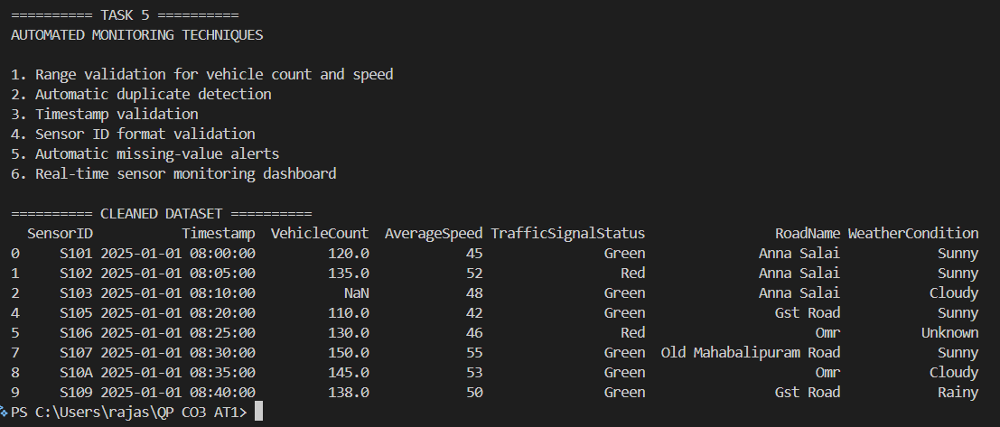 ========== TASK 5 ==========
AUTOMATED MONITORING TECHNIQUES
1. Range validation for vehicle count and speed
2. Automatic duplicate detection
3. Timestamp validation
4. Sensor ID format validation
5. Automatic missing-value alerts
6. Real-time sensor monitoring dashboard
========== CLEANED DATASET ==========
SensorID Timestamp VehicleCount AverageSpeed TrafficSignalStatus RoadName WeatherCondition
0 S101 2025-01-01 08:00:00 120.0 45 Green Anna Salai Sunny
1 S102 2025-01-01 08:05:00 135.0 52 Red Anna Salai Sunny
2 S103 2025-01-01 08:10:00 NaN 48 Green Anna Salai Cloudy
4 S105 2025-01-01 08:20:00 110.0 42 Green Gst Road Sunny
5 S106 2025-01-01 08:25:00 130.0 46 Red Omr Unknown
7 S107 2025-01-01 08:30:00 150.0 55 Green Old Mahabalipuram Road Sunny
8 S10A 2025-01-01 08:35:00 145.0 53 Green Omr Cloudy
9 S109 2025-01-01 08:40:00 138.0 50 Green Gst Road Rainy
PS C:\Users\rajas\QP CO3 AT1>